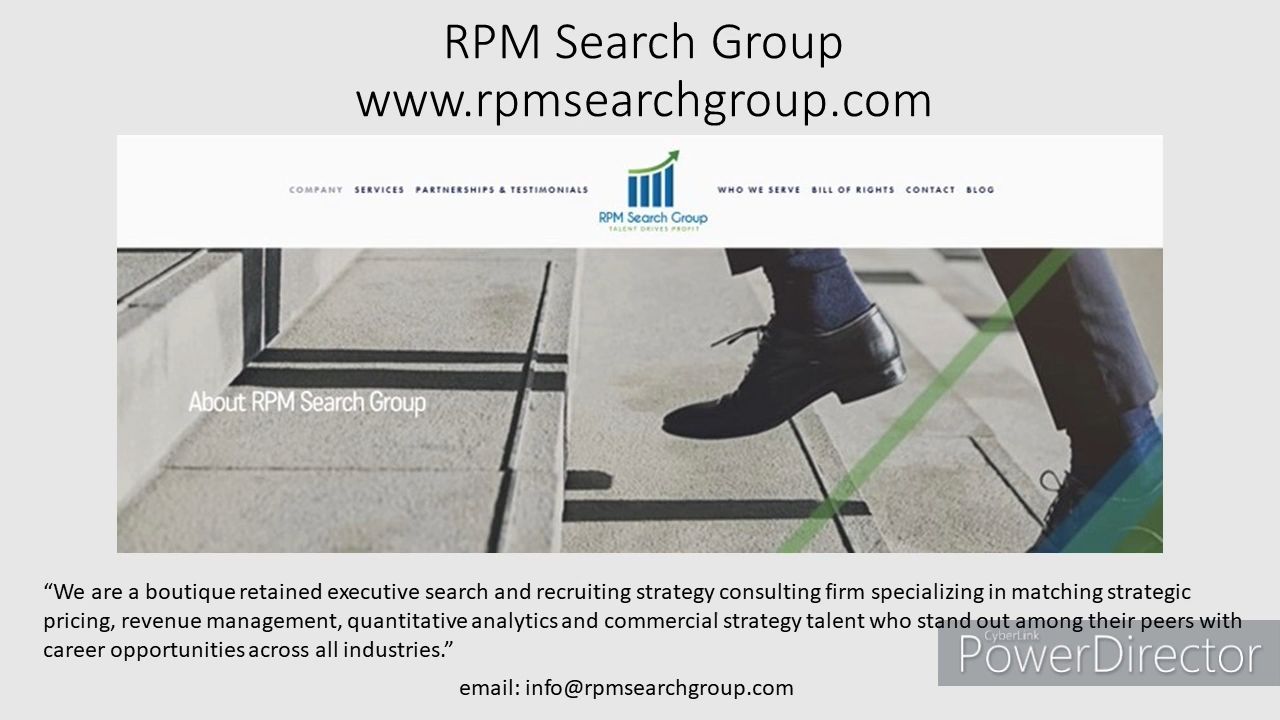 RPM Search Group
www.rpmsearchgroup.com
COMPANY SERVICES PARTNERSHIPS & TESTIMONIALS
RPM Search Group
TALENT DRIVES PROFIT
WHO WE SERVE BILL OF RIGHTS CONTACT BLOG
About RPM Search Group
“We are a boutique retained executive search and recruiting strategy consulting firm specializing in matching strategic
pricing, revenue management, quantitative analytics and commercial strategy talent who stand out among their peers with
career opportunities across all industries.”
CyberLink
PowerDirector
email: info@rpmsearchgroup.com